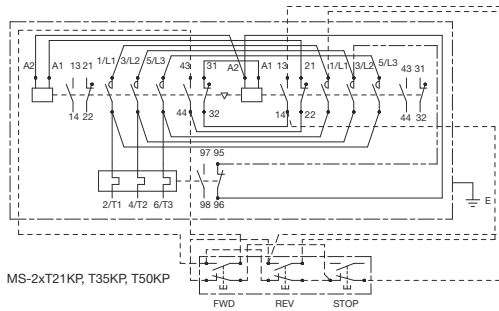 A2 A1 13 21 1/L1 3/L2 5/L3 43 31 A2 A1 13 21 1/L1 3/L2 5/L3 43 31
14 22 44 32 14 22 44 32
97 95
98 96
2/T1 4/T2 6/T3
E
MS-2xT21KP, T35KP, T50KP
FWD REV STOP